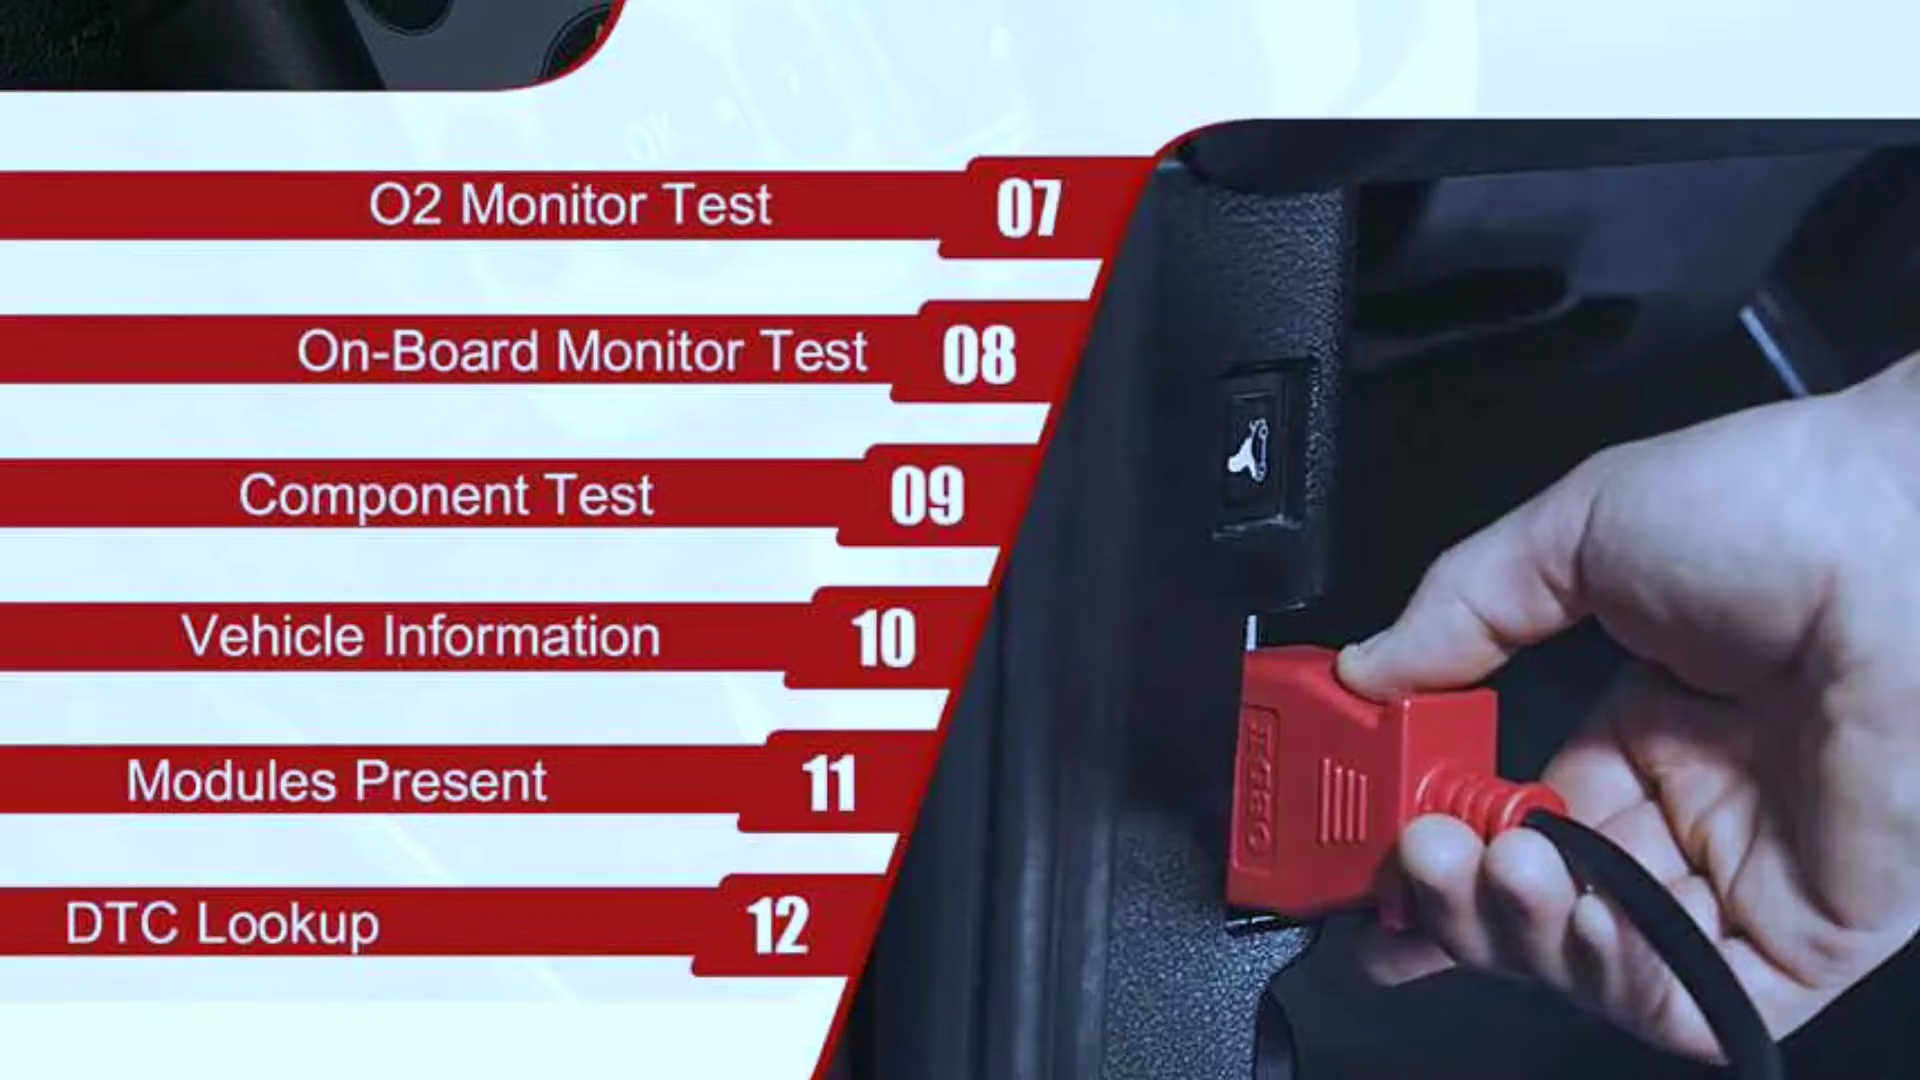 O2 Monitor Test 07
On-Board Monitor Test 08
Component Test 09
Vehicle Information 10
Modules Present 11
DTC Lookup 12
OK